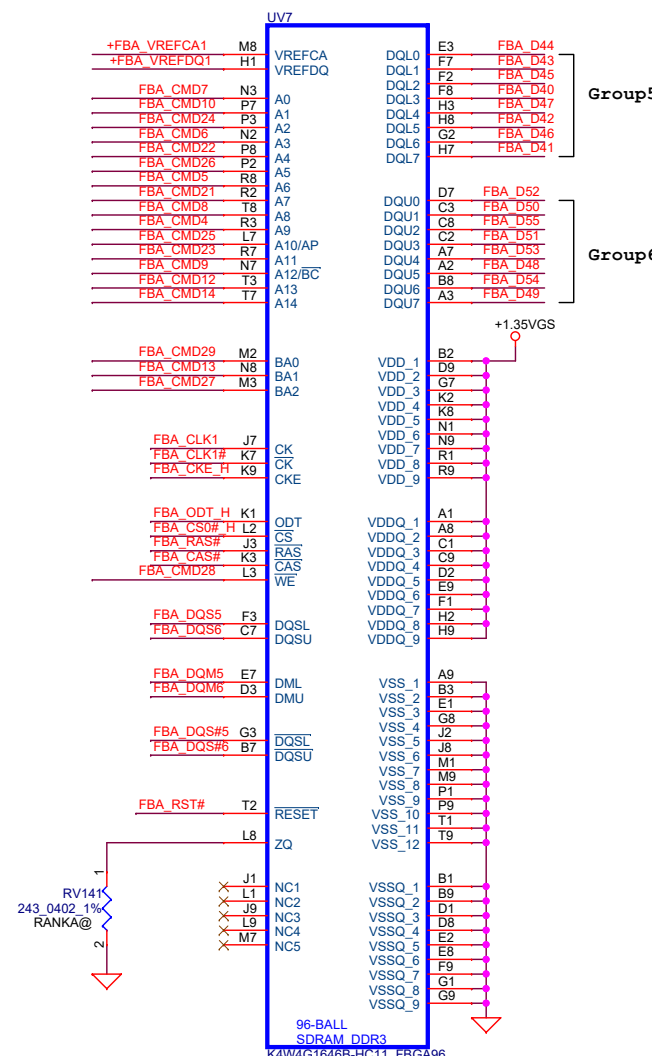 UV7
+FBA_VREFCA1 M8 VREFCA DQL0 E3 FBA_D44
+FBA_VREFDQ1 H1 VREFDQ DQL1 F7 FBA_D43
DQL2 F2 FBA_D45
FBA_CMD7 N3 A0 DQL3 F8 FBA_D40
FBA_CMD10 P7 A1 DQL4 H3 FBA_D47
FBA_CMD24 P3 A2 DQL5 H8 FBA_D42
FBA_CMD6 N2 A3 DQL6 G2 FBA_D46
FBA_CMD22 P8 A4 DQL7 H7 FBA_D41
Group5
FBA_CMD26 P2 A5
FBA_CMD5 R8 A6
FBA_CMD21 R2 A7 DQU0 D7 FBA_D52
FBA_CMD8 T8 A8 DQU1 C3 FBA_D50
FBA_CMD4 R3 A9 DQU2 C8 FBA_D55
FBA_CMD25 L7 A10/AP DQU3 C2 FBA_D51
FBA_CMD23 R7 A11 DQU4 A7 FBA_D53
FBA_CMD9 N7 A12/BC DQU5 A2 FBA_D48
FBA_CMD12 T3 A13 DQU6 B8 FBA_D54
FBA_CMD14 T7 A14 DQU7 A3 FBA_D49
Group6
+1.35VGS
FBA_CMD29 M2 BA0 VDD_1 B2
FBA_CMD13 N8 BA1 VDD_2 D9
FBA_CMD27 M3 BA2 VDD_3 G7
VDD_4 K2
VDD_5 K8
VDD_6 N1
FBA_CLK1 J7 CK VDD_7 N9
FBA_CLK1# K7 CK VDD_8 R1
FBA_CKE_H K9 CKE VDD_9 R9
FBA_ODT_H K1 ODT VDDQ_1 A1
FBA_CS0#_H L2 CS VDDQ_2 A8
FBA_RAS# J3 RAS VDDQ_3 C1
FBA_CAS# K3 CAS VDDQ_4 C9
FBA_CMD28 L3 WE VDDQ_5 D2
VDDQ_6 E9
VDDQ_7 F1
FBA_DQS5 F3 DQSL VDDQ_8 H2
FBA_DQS6 C7 DQSU VDDQ_9 H9
FBA_DQM5 E7 DML VSS_1 A9
FBA_DQM6 D3 DMU VSS_2 B3
VSS_3 E1
VSS_4 G8
FBA_DQS#5 G3 DQSL VSS_5 J2
FBA_DQS#6 B7 DQSU VSS_6 J8
VSS_7 M1
VSS_8 M9
VSS_9 P1
FBA_RST# T2 RESET VSS_10 P9
VSS_11 T1
L8 ZQ VSS_12 T9
1
RV141
243_0402_1%
RANKA@
2
J1 NC1 VSSQ_1 B1
L1 NC2 VSSQ_2 B9
J9 NC3 VSSQ_3 D1
L9 NC4 VSSQ_4 D8
M7 NC5 VSSQ_5 E2
VSSQ_6 E8
VSSQ_7 F9
VSSQ_8 G1
VSSQ_9 G9
96-BALL
SDRAM_DDR3
K4W4G1646B-HC11_FBGA96